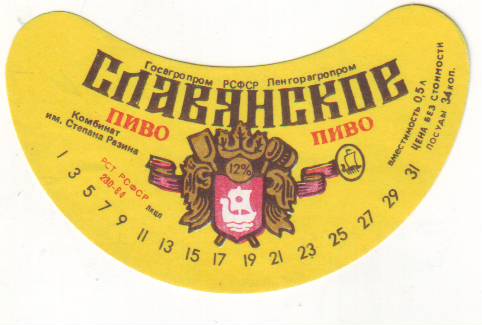 Госагропром РСФСР Ленгорагропром
Славянское
ПИВО ПИВО
Комбинат
им. Степана Разина
вместимость 0,5 л
ЦЕНА БЕЗ СТОИМОСТИ
ПОСУДЫ 34 коп.
12%
РСТ РСФСР
230-84
1 3 5 7 9 11 13 15 17 19 21 23 25 27 29 31